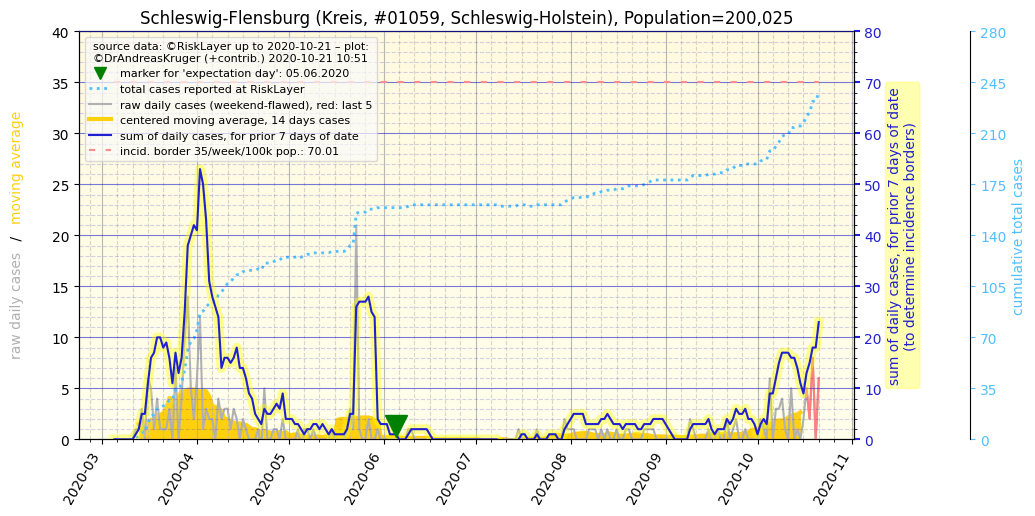 Schleswig-Flensburg (Kreis, #01059, Schleswig-Holstein), Population=200,025
source data: ©RiskLayer up to 2020-10-21 – plot:
©DrAndreasKruger (+contrib.) 2020-10-21 10:51
marker for 'expectation day': 05.06.2020
total cases reported at RiskLayer
raw daily cases (weekend-flawed), red: last 5
centered moving average, 14 days cases
sum of daily cases, for prior 7 days of date
incid. border 35/week/100k pop.: 70.01
raw daily cases / moving average
40
35
30
25
20
15
10
5
0
80
70
60
50
40
30
20
10
0
sum of daily cases, for prior 7 days of date
(to determine, incidence borders)
280
245
210
175
140
105
70
35
0
cumulative total cases
2020-03
2020-04
2020-05
2020-06
2020-07
2020-08
2020-09
2020-10
2020-11